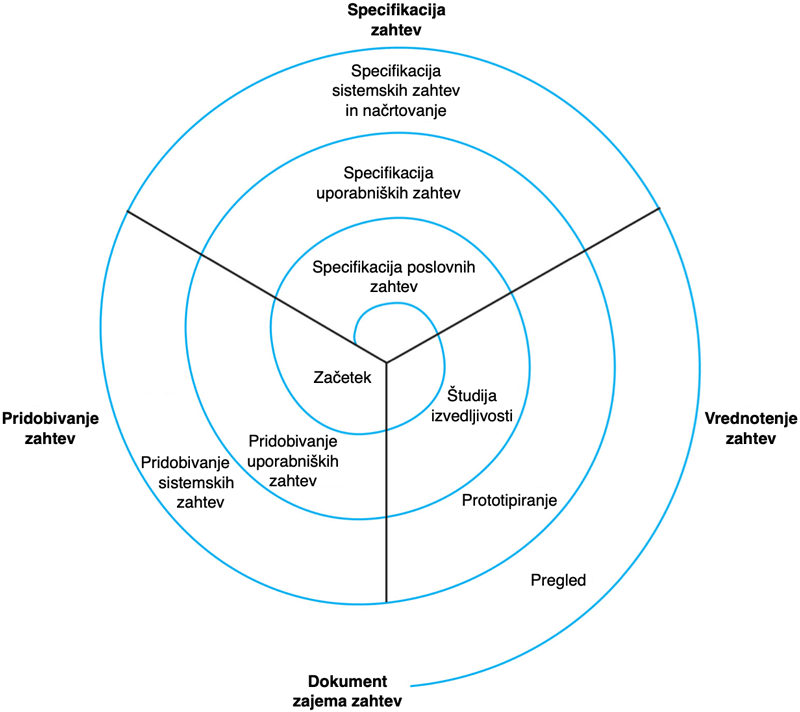 Specifikacija
zahtev
Specifikacija
sistemskih zahtev
in načrtovanje
Specifikacija
uporabniških zahtev
Specifikacija poslovnih
zahtev
Začetek
Študija
izvedljivosti
Pridobivanje
zahtev
Vrednotenje
zahtev
Pridobivanje
uporabniških
zahtev
Pridobivanje
sistemskih
zahtev
Prototipiranje
Pregled
Dokument
zajema zahtev